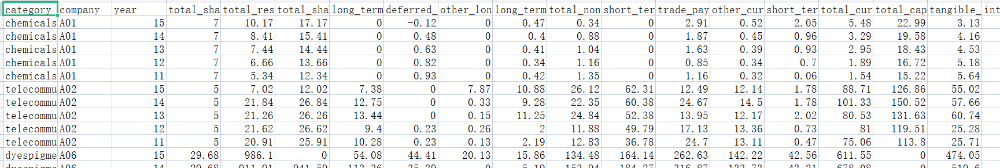 category company year total_sha total_res total_sha long_term deferred_ other_lon long_term total_non short_ter trade_pay other_cur short_ter total_cur total_cap tangible_ int
chemicals A01 15 7 10.17 17.17 0 -0.12 0 0.47 0.34 0 2.91 0.52 2.05 5.48 22.99 3.13
chemicals A01 14 7 8.41 15.41 0 0.48 0 0.4 0.88 0 1.87 0.45 0.96 3.29 19.58 4.16
chemicals A01 13 7 7.44 14.44 0 0.63 0 0.41 1.04 0 1.63 0.39 0.93 2.95 18.43 4.53
chemicals A01 12 7 6.66 13.66 0 0.82 0 0.34 1.16 0 0.85 0.34 0.7 1.89 16.72 5.18
chemicals A01 11 7 5.34 12.34 0 0.93 0 0.42 1.35 0 1.16 0.32 0.06 1.54 15.22 5.64
telecommu A02 15 5 7.02 12.02 7.38 0 7.87 10.88 26.12 62.31 12.49 12.14 1.78 88.71 126.86 55.02
telecommu A02 14 5 21.84 26.84 12.75 0 0.33 9.28 22.35 60.38 24.67 14.5 1.78 101.33 150.52 57.66
telecommu A02 13 5 21.26 26.26 13.44 0 0.15 11.25 24.84 52.38 13.95 12.17 2.02 80.53 131.63 60.74
telecommu A02 12 5 21.62 26.62 9.4 0.23 0.26 2 11.88 49.79 17.13 13.36 0.73 81 119.51 25.28
telecommu A02 11 5 20.91 25.91 10.28 0.23 0.13 2.19 12.83 36.78 24.7 13.11 0.47 75.06 113.8 25.71
dyespigme A06 15 29.68 986.1 0 54.08 44.41 20.13 15.86 134.48 164.14 262.63 142.22 42.56 611.55 0 474.05